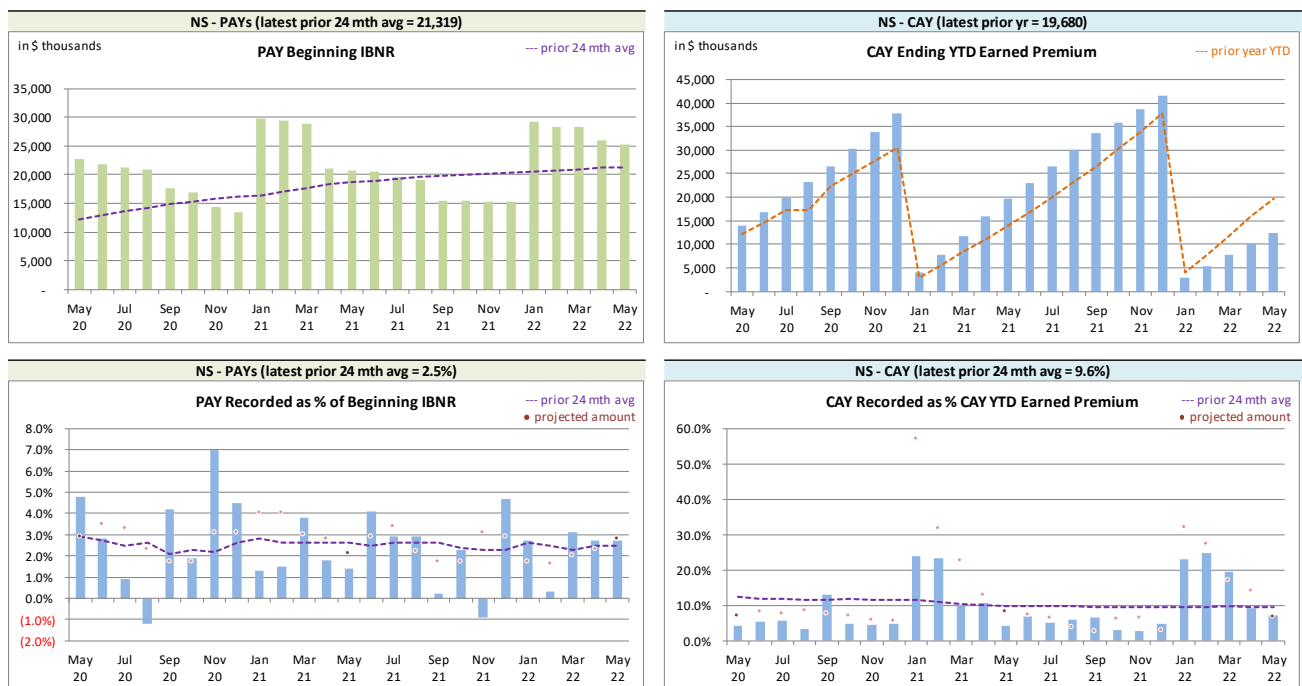 NS - PAYs (latest prior 24 mth avg = 21,319)
in $ thousands
PAY Beginning IBNR
--- prior 24 mth avg
35,000
30,000
25,000
20,000
15,000
10,000
5,000
-
May Jul Sep Nov Jan Mar May Jul Sep Nov Jan Mar May
20 20 20 20 21 21 21 21 21 21 22 22 22
NS - CAY (latest prior yr = 19,680)
in $ thousands
CAY Ending YTD Earned Premium
--- prior year YTD
45,000
40,000
35,000
30,000
25,000
20,000
15,000
10,000
5,000
-
May Jul Sep Nov Jan Mar May Jul Sep Nov Jan Mar May
20 20 20 20 21 21 21 21 21 21 22 22 22
NS - PAYs (latest prior 24 mth avg = 2.5%)
PAY Recorded as % of Beginning IBNR
--- prior 24 mth avg
• projected amount
8.0%
7.0%
6.0%
5.0%
4.0%
3.0%
2.0%
1.0%
0.0%
(1.0%)
(2.0%)
May Jul Sep Nov Jan Mar May Jul Sep Nov Jan Mar May
20 20 20 20 21 21 21 21 21 21 22 22 22
NS - CAY (latest prior 24 mth avg = 9.6%)
CAY Recorded as % CAY YTD Earned Premium
--- prior 24 mth avg
• projected amount
60.0%
50.0%
40.0%
30.0%
20.0%
10.0%
0.0%
May Jul Sep Nov Jan Mar May Jul Sep Nov Jan Mar May
20 20 20 20 21 21 21 21 21 21 22 22 22